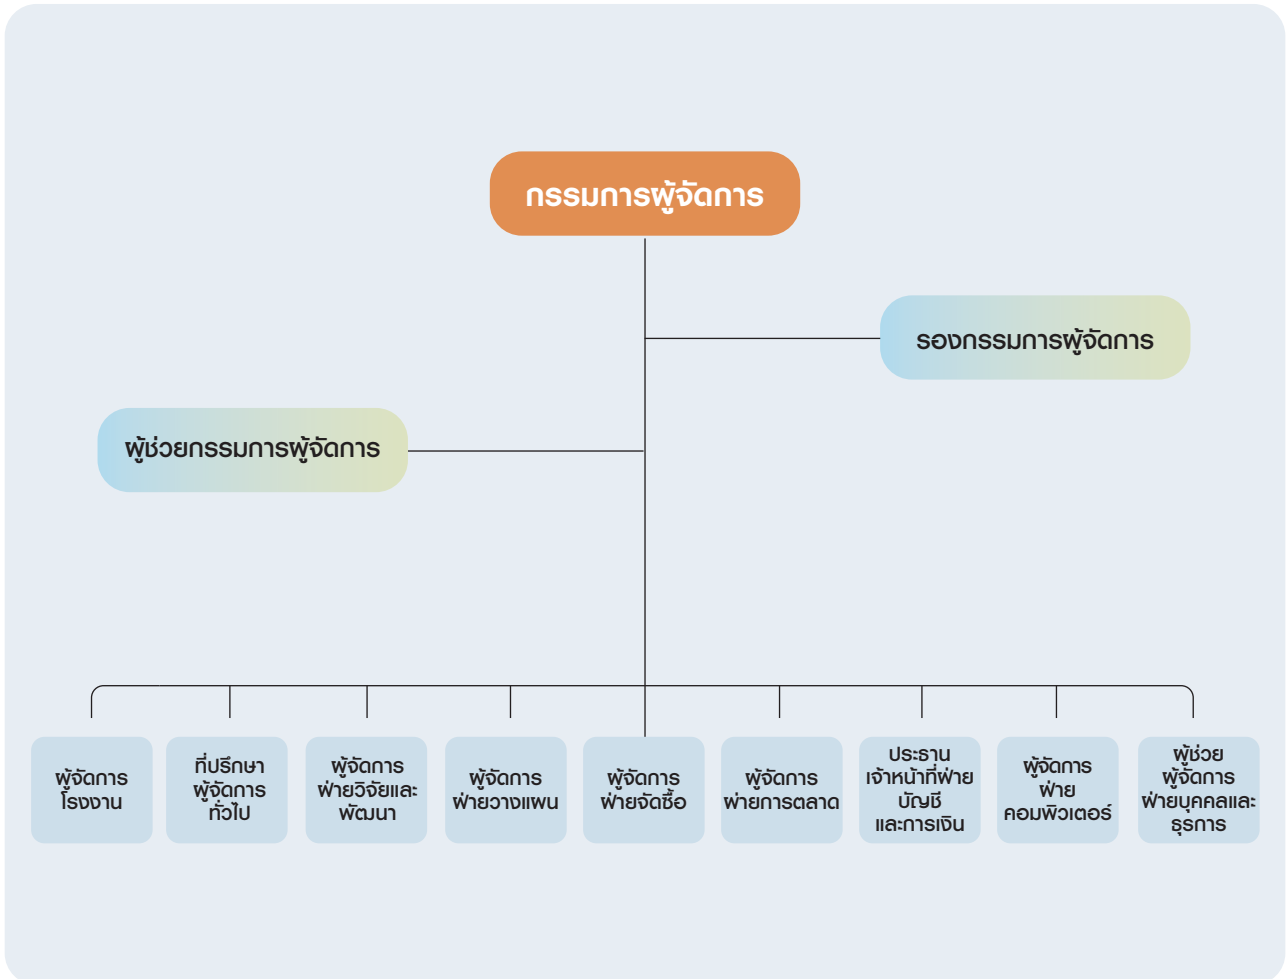 กรรมการผู้จัดการ
รองกรรมการผู้จัดการ
ผู้ช่วยกรรมการผู้จัดการ
ผู้จัดการ
โรงงาน
ที่ปรึกษา
ผู้จัดการ
ทั่วไป
ผู้จัดการ
ฝ่ายวิจัยและ
พัฒนา
ผู้จัดการ
ฝ่ายวางแผน
ผู้จัดการ
ฝ่ายจัดซื้อ
ผู้จัดการ
ผ่ายการตลาด
ประธาน
เจ้าหน้าที่ฝ่าย
บัญชี
และการเงิน
ผู้จัดการ
ฝ่าย
คอมพิวเตอร์
ผู้ช่วย
ผู้จัดการ
ฝ่ายบุคคลและ
ธุรการ